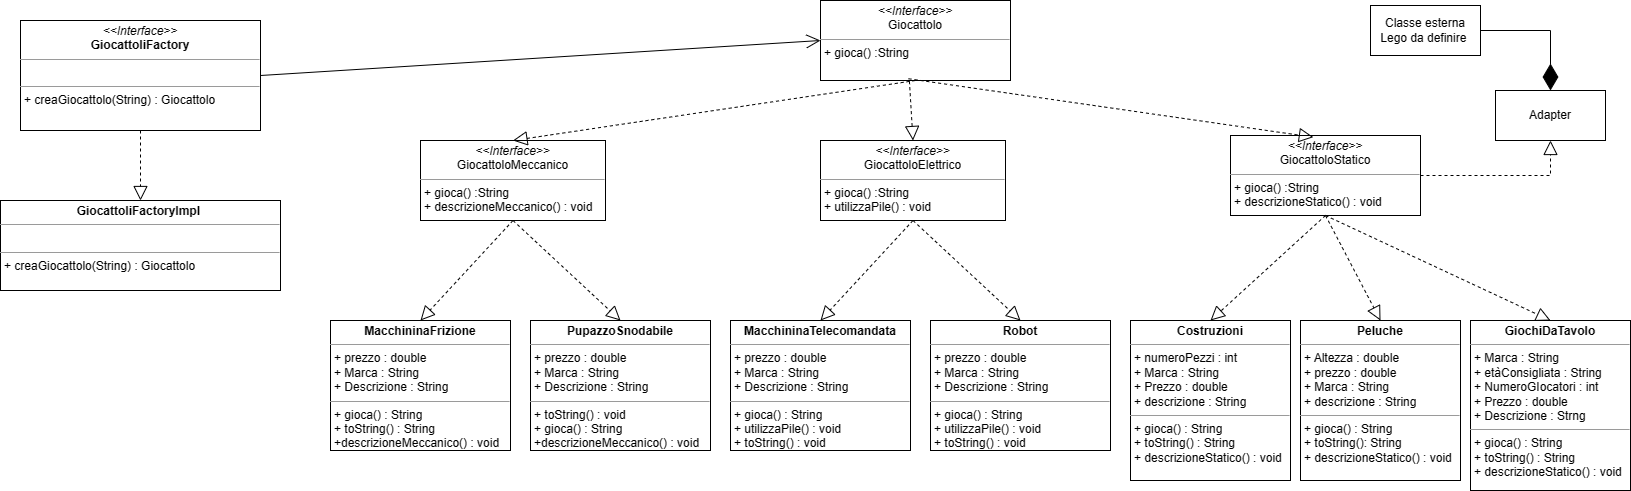 <<Interface>>
GiocattoliFactory
+ creaGiocattolo(String) : Giocattolo
GiocattoliFactoryImpl
+ creaGiocattolo(String) : Giocattolo
<<Interface>>
Giocattolo
+ gioca() :String
Classe esterna
Lego da definire
Adapter
<<Interface>>
GiocattoloMeccanico
+ gioca() :String
+ descrizioneMeccanico() : void
<<Interface>>
GiocattoloElettrico
+ gioca() :String
+ utilizzaPile() : void
<<Interface>>
GiocattoloStatico
+ gioca() :String
+ descrizioneStatico() : void
MacchininaFrizione
+ prezzo : double
+ Marca : String
+ Descrizione : String
+ gioca() : String
+ toString() : String
+descrizioneMeccanico() : void
PupazzoSnodabile
+ prezzo : double
+ Marca : String
+ Descrizione : String
+ toString() : void
+ gioca() : String
+descrizioneMeccanico() : void
MacchininaTelecomandata
+ prezzo : double
+ Marca : String
+ Descrizione : String
+ gioca() : String
+ utilizzaPile() : void
+ toString() : void
Robot
+ prezzo : double
+ Marca : String
+ Descrizione : String
+ gioca() : String
+ utilizzaPile() : void
+ toString() : void
Costruzioni
+ numeroPezzi : int
+ Marca : String
+ Prezzo : double
+ descrizione : String
+ gioca() : String
+ toString() : String
+ descrizioneStatico() : void
Peluche
+ Altezza : double
+ prezzo : double
+ Marca : String
+ descrizione : String
+ gioca() : String
+ toString(): String
+ descrizioneStatico() : void
GiochiDaTavolo
+ Marca : String
+ etàConsigliata : String
+ NumeroGIocatori : int
+ Prezzo : double
+ Descrizione : Strng
+ gioca() : String
+ toString() : String
+ descrizioneStatico() : void